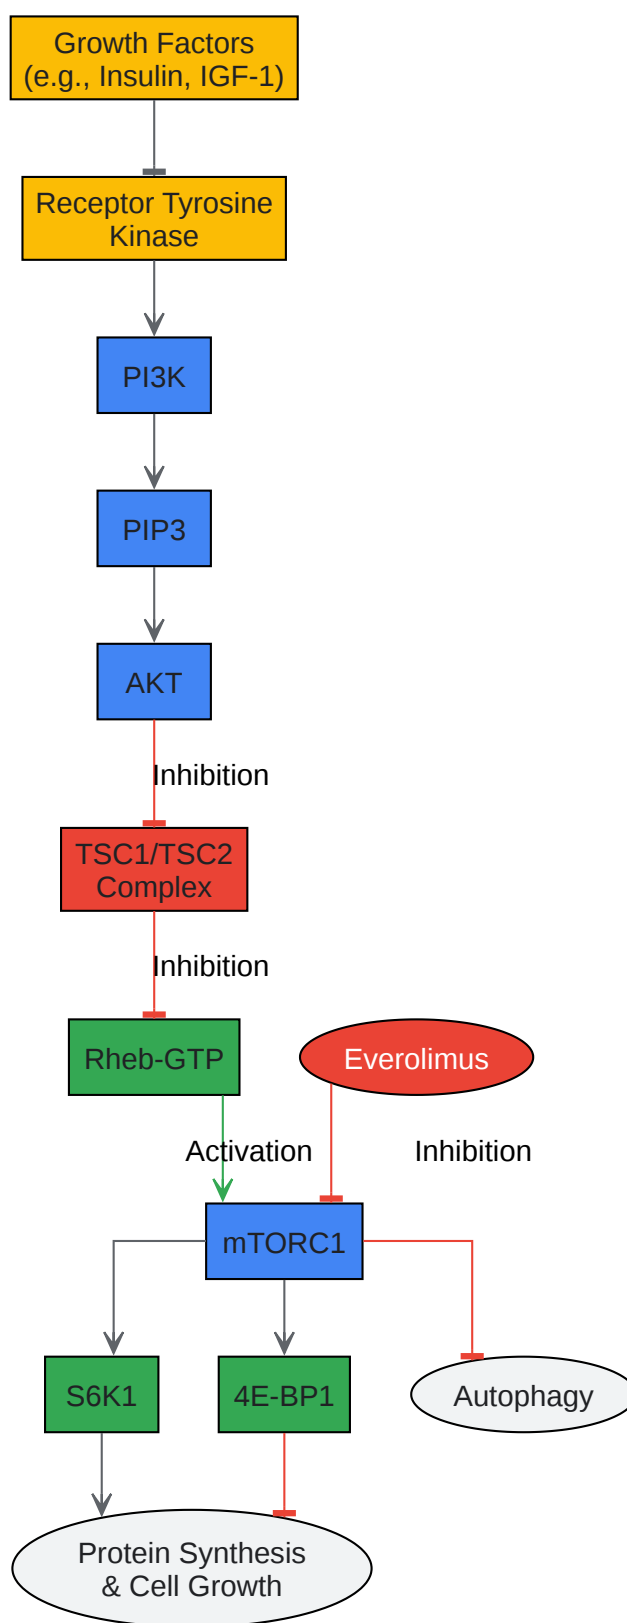 Growth Factors
(e.g., Insulin, IGF-1)
Receptor Tyrosine
Kinase
PI3K
PIP3
AKT
Inhibition
TSC1/TSC2
Complex
Inhibition
Rheb-GTP
Everolimus
Activation
Inhibition
mTORC1
S6K1
4E-BP1
Autophagy
Protein Synthesis
& Cell Growth